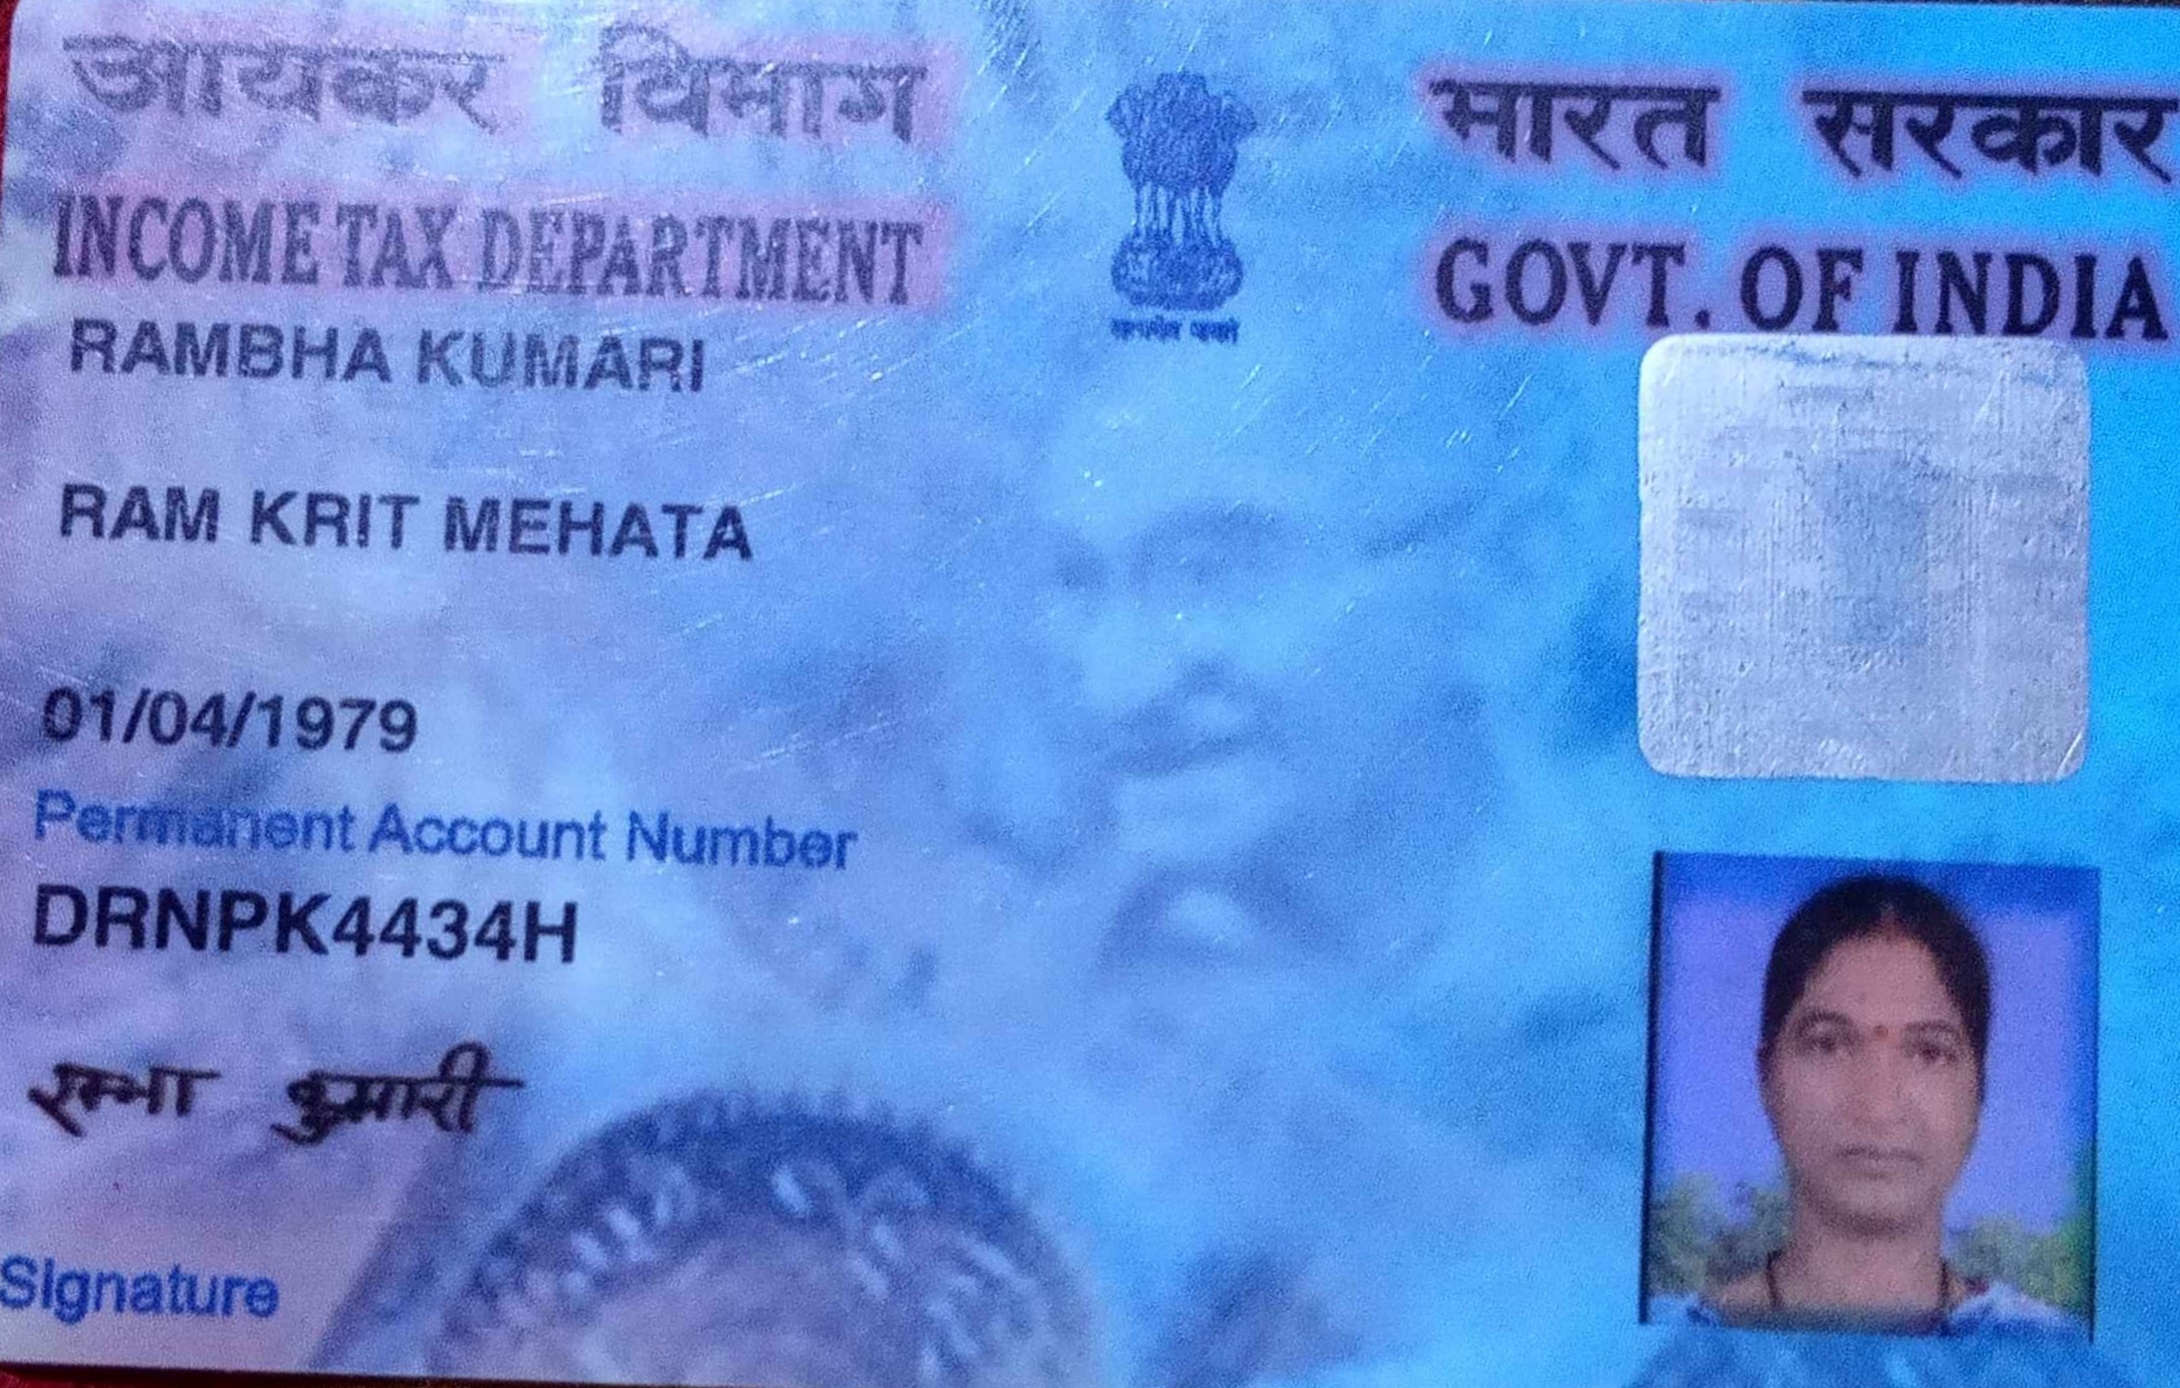 आयकर विभाग
INCOME TAX DEPARTMENT
भारत सरकार
GOVT. OF INDIA
सत्यमेव जयते
RAMBHA KUMARI
RAM KRIT MEHATA
01/04/1979
Permanent Account Number
DRNPK4434H
रम्भा कुमारी
Signature